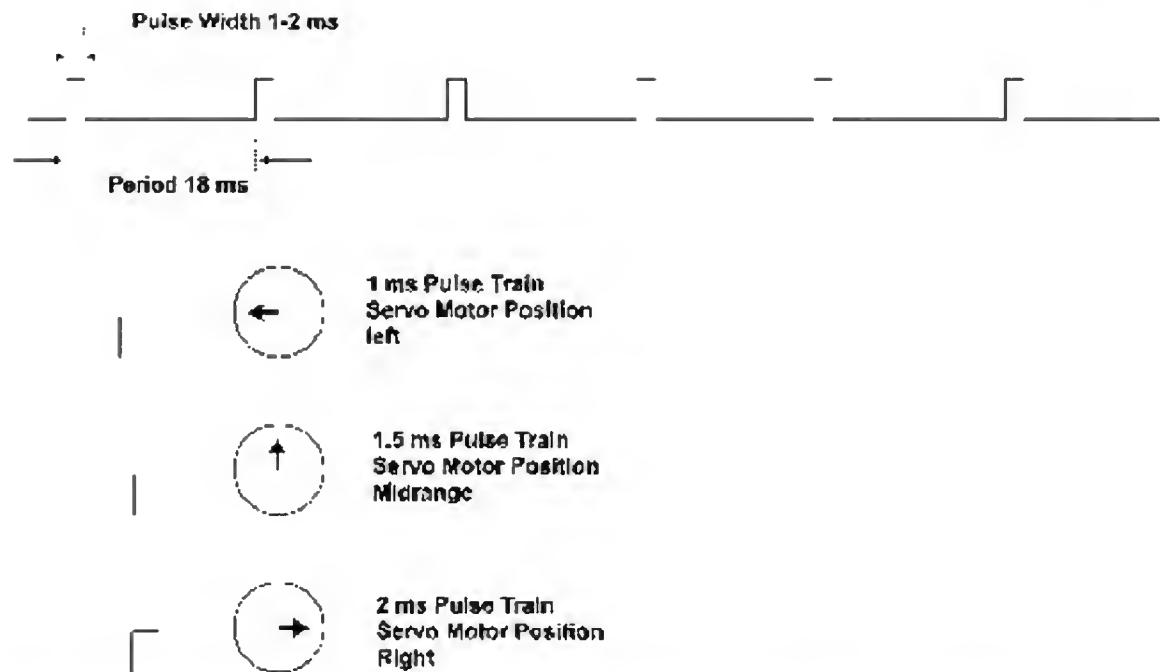 Pulse Width 1-2 ms
Period 18 ms
1 ms Pulse Train
Servo Motor Position
left
1.5 ms Pulse Train
Servo Motor Position
Midrange
2 ms Pulse Train
Servo Motor Position
Right